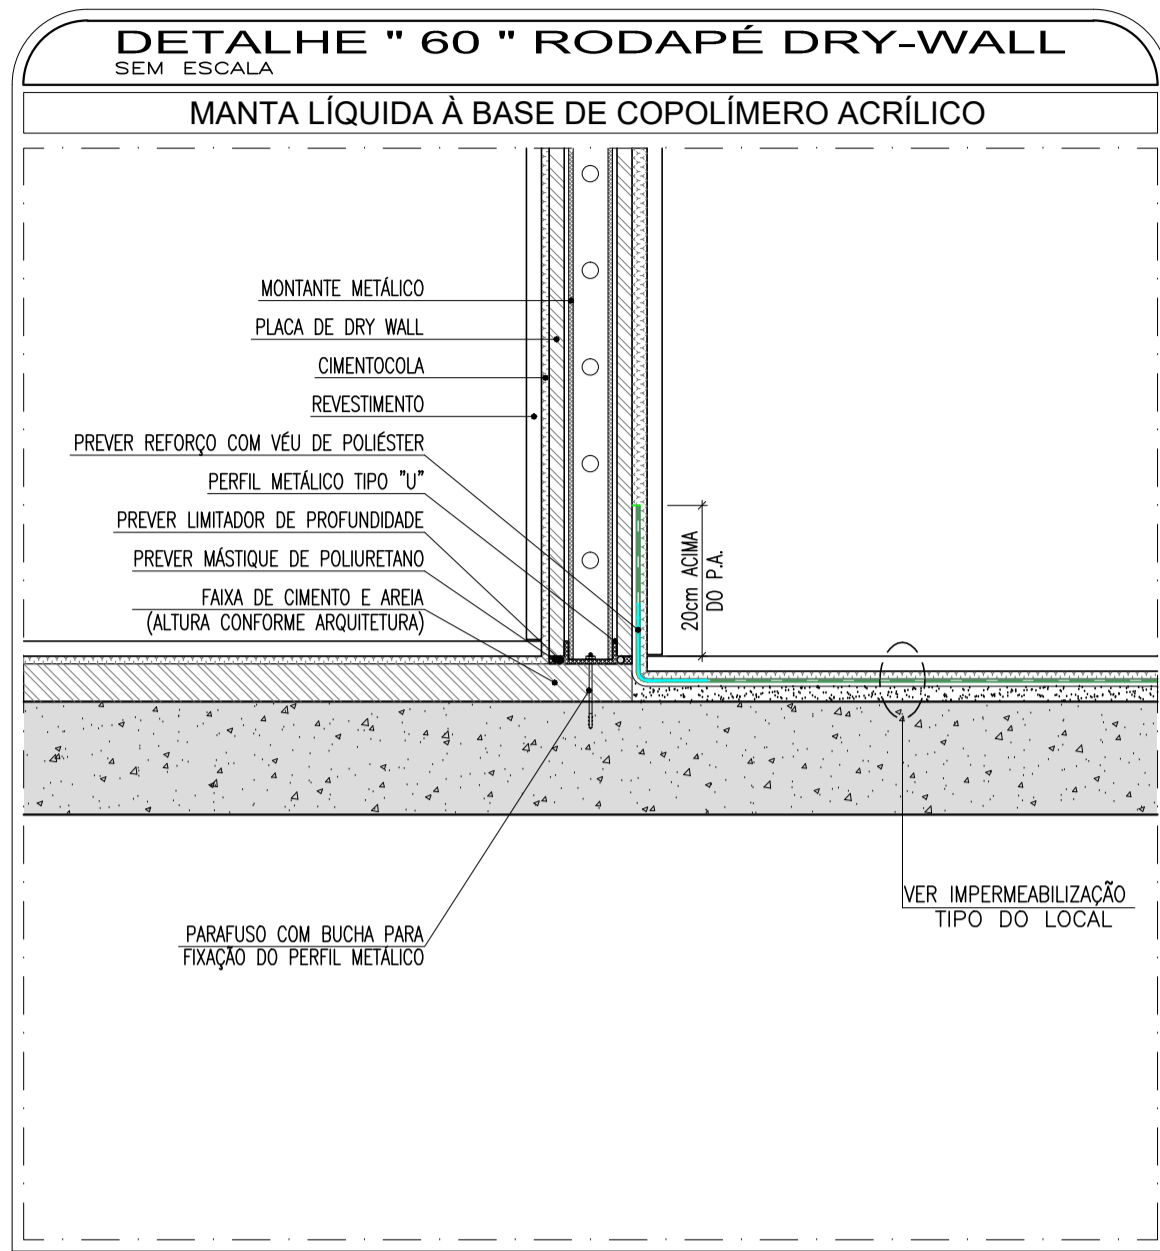 DETALHE " 60 " RODAPÉ DRY-WALL
SEM ESCALA
MANTA LÍQUIDA À BASE DE COPOLÍMERO ACRÍLICO
MONTANTE METÁLICO
PLACA DE DRY WALL
CIMENTOCOLA
REVESTIMENTO
PREVER REFORÇO COM VÉU DE POLIÉSTER
PERFIL METÁLICO TIPO "U"
PREVER LIMITADOR DE PROFUNDIDADE
PREVER MÁSTIQUE DE POLIURETANO
FAIXA DE CIMENTO E AREIA
(ALTURA CONFORME ARQUITETURA)
20cm ACIMA
DO P.A.
VER IMPERMEABILIZAÇÃO
TIPO DO LOCAL
PARAFUSO COM BUCHA PARA
FIXAÇÃO DO PERFIL METÁLICO